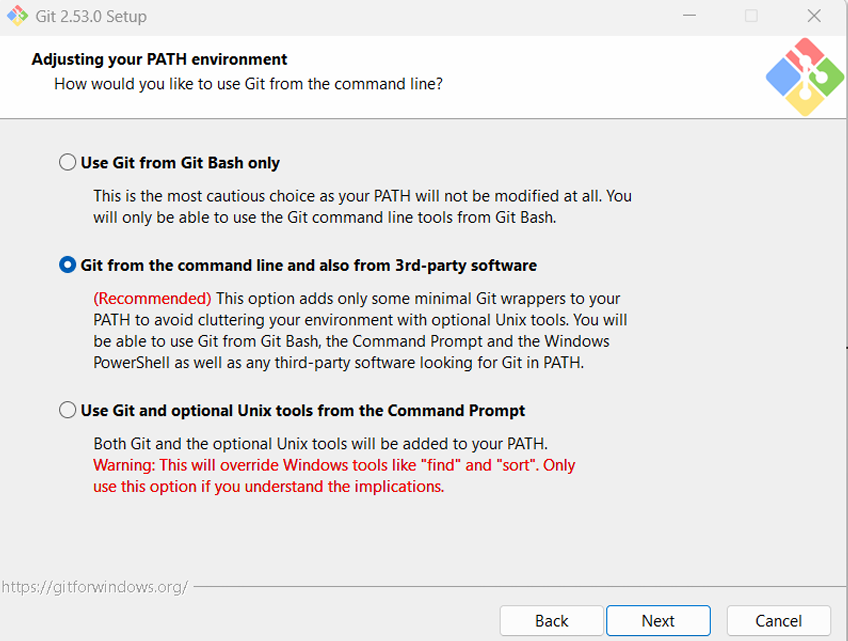 Git 2.53.0 Setup
Adjusting your PATH environment
How would you like to use Git from the command line?
Use Git from Git Bash only
This is the most cautious choice as your PATH will not be modified at all. You
will only be able to use the Git command line tools from Git Bash.
Git from the command line and also from 3rd-party software
(Recommended) This option adds only some minimal Git wrappers to your
PATH to avoid cluttering your environment with optional Unix tools. You will
be able to use Git from Git Bash, the Command Prompt and the Windows
PowerShell as well as any third-party software looking for Git in PATH.
Use Git and optional Unix tools from the Command Prompt
Both Git and the optional Unix tools will be added to your PATH.
Warning: This will override Windows tools like "find" and "sort". Only
use this option if you understand the implications.
https://gitforwindows.org/
Back Next Cancel